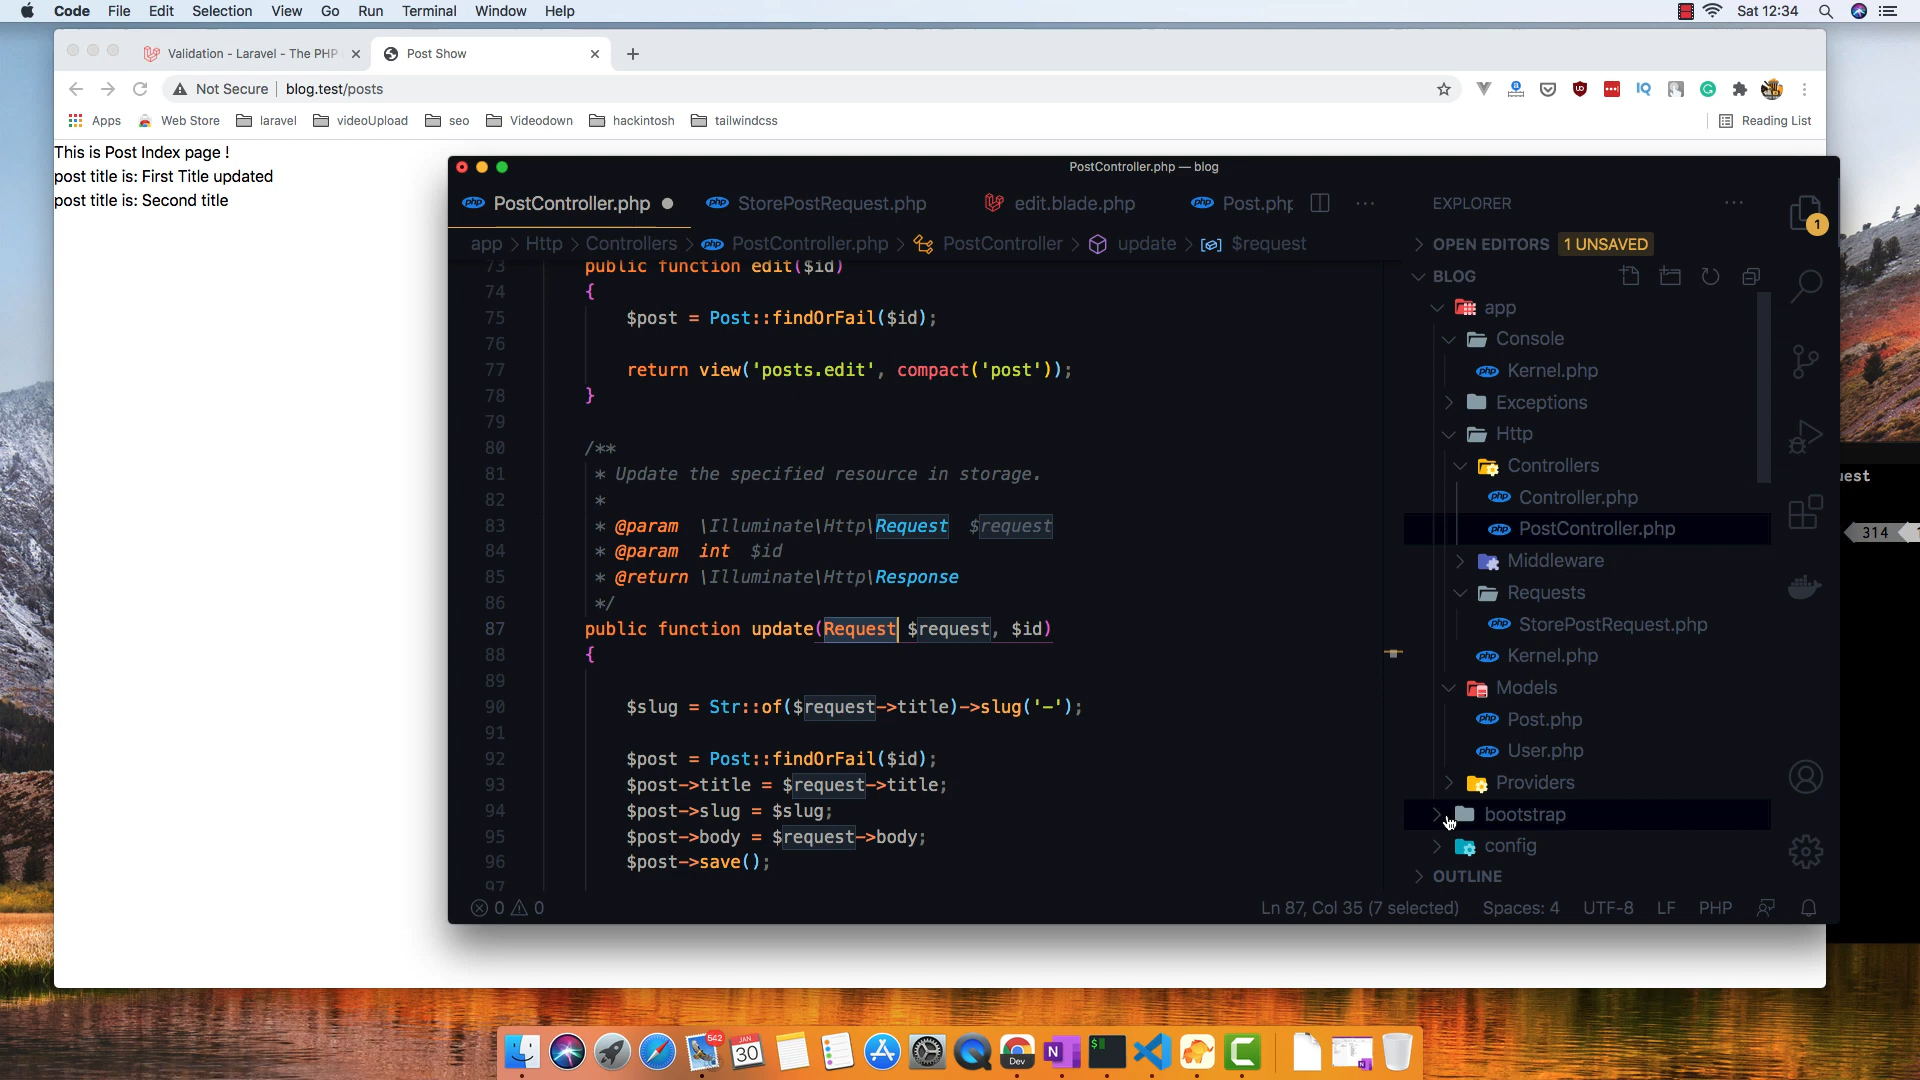 Code File Edit Selection View Go Run Terminal Window Help Sat 12:34
Validation - Laravel - The PHP Post Show
Not Secure blog.test/posts
Apps Web Store laravel videoUpload seo Videodown hackintosh tailwindcss Reading List
This is Post Index page !
post title is: First Title updated
post title is: Second title
PostController.php — blog
PostController.php StorePostRequest.php edit.blade.php Post.php
app > Http > Controllers > PostController.php > PostController > update > $request
73 public function edit($id)
74 {
75 $post = Post::findOrFail($id);
76
77 return view('posts.edit', compact('post'));
78 }
79
80 /**
81 * Update the specified resource in storage.
82 *
83 * @param \Illuminate\Http\Request $request
84 * @param int $id
85 * @return \Illuminate\Http\Response
86 */
87 public function update(Request $request, $id)
88 {
89
90 $slug = Str::of($request->title)->slug('-');
91
92 $post = Post::findOrFail($id);
93 $post->title = $request->title;
94 $post->slug = $slug;
95 $post->body = $request->body;
96 $post->save();
97
0 0 Ln 87, Col 35 (7 selected) Spaces: 4 UTF-8 LF PHP
EXPLORER
OPEN EDITORS 1 UNSAVED
BLOG
app
Console
Kernel.php
Exceptions
Http
Controllers
Controller.php
PostController.php
Middleware
Requests
StorePostRequest.php
Kernel.php
Models
Post.php
User.php
Providers
bootstrap
config
OUTLINE
1
uest
314
IQ
542
JAN
30
Dev